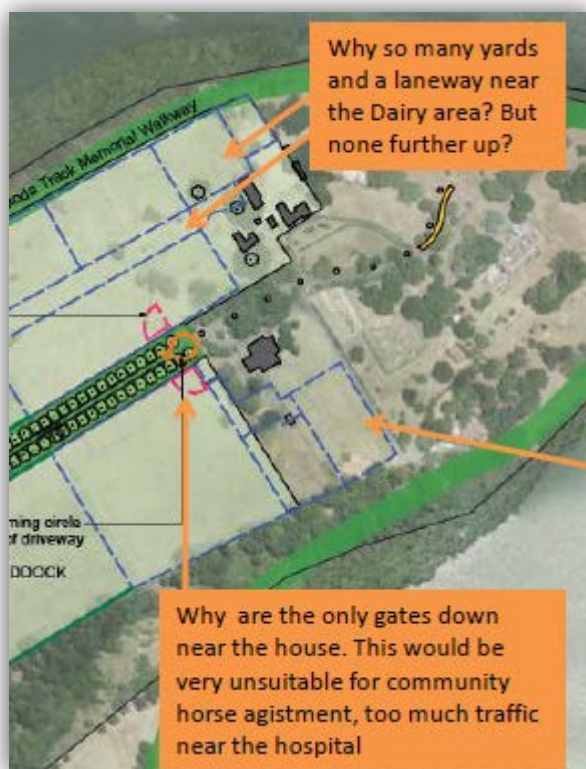 Why so many yards
and a laneway near
the Dairy area? But
none further up?
Track Memorial Walkway
ming circle
of driveway
DDOCK
Why are the only gates down
near the house. This would be
very unsuitable for community
horse agistment, too much traffic
near the hospital